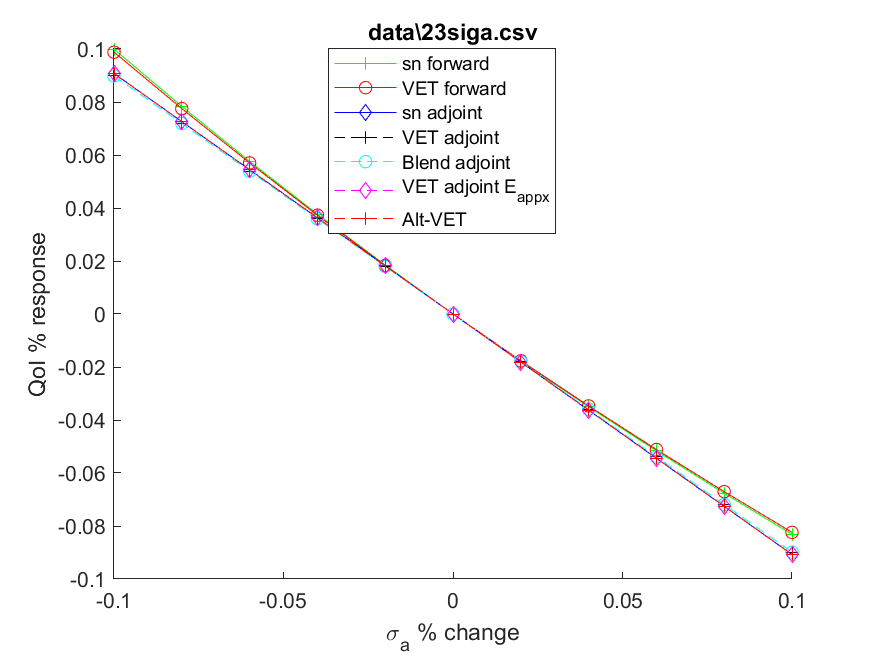 data\23siga.csv
sn forward
VET forward
sn adjoint
VET adjoint
Blend adjoint
VET adjoint E_appx
Alt-VET
0.1
0.08
0.06
0.04
0.02
0
-0.02
-0.04
-0.06
-0.08
-0.1
QoI % response
-0.1 -0.05 0 0.05 0.1
σ_a % change